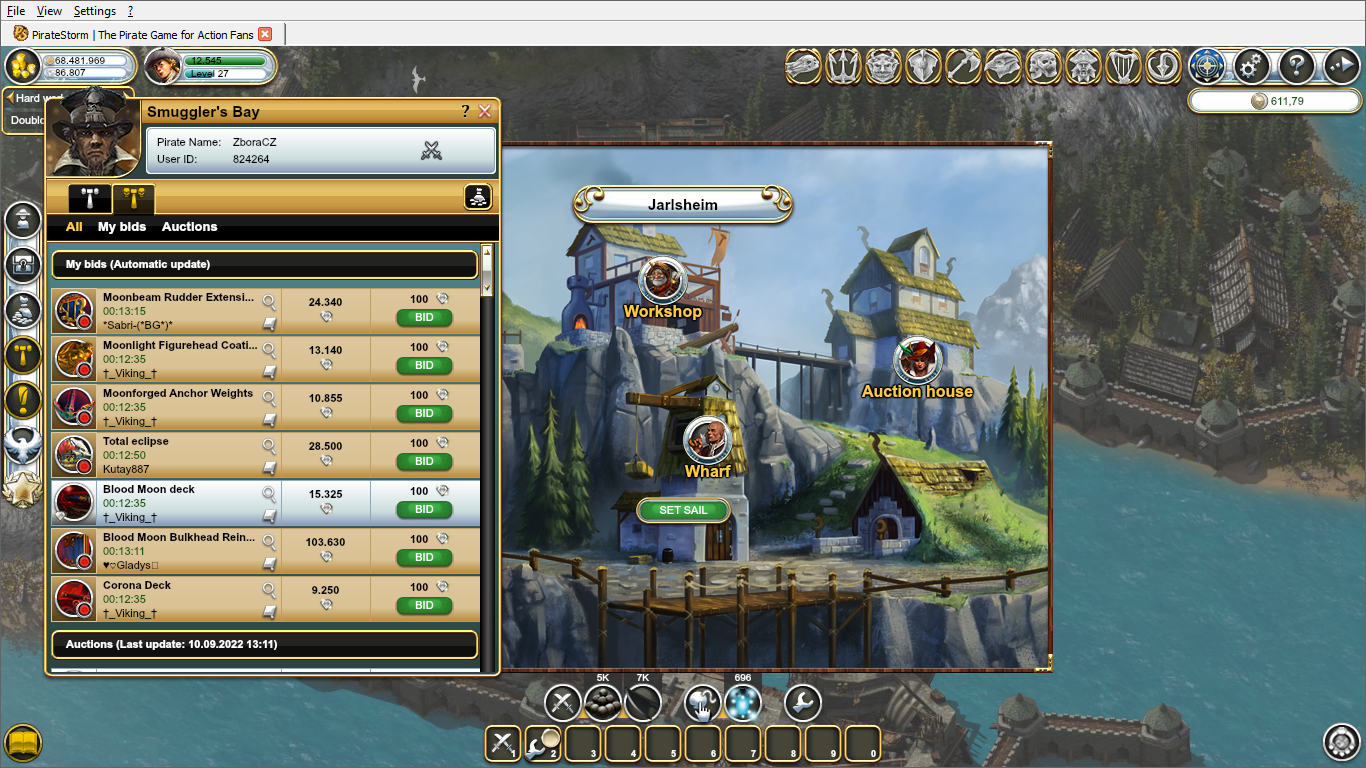 File View Settings ?
PirateStorm | The Pirate Game for Action Fans
68.481.969
86.807
12.545
Level 27
611,79
Hard
Smuggler's Bay ?
Pirate Name: ZboraCZ
User ID: 824264
All My bids Auctions
My bids (Automatic update)
Moonbeam Rudder Extensi...
00:13:15
*Sabri-(*BG*)*
24.340
100
BID
Moonlight Figurehead Coati...
00:12:35
†_Viking_†
13.140
100
BID
Moonforged Anchor Weights
00:12:35
†_Viking_†
10.855
100
BID
Total eclipse
00:12:50
Kutay887
28.500
100
BID
Blood Moon deck
00:12:35
†_Viking_†
15.325
100
BID
Blood Moon Bulkhead Rein...
00:13:11
♥♡Gladys□
103.630
100
BID
Corona Deck
00:12:35
†_Viking_†
9.250
100
BID
Auctions (Last update: 10.09.2022 13:11)
Jarlsheim
Workshop
Auction house
Wharf
SET SAIL
5K 7K 696
1 2 3 4 5 6 7 8 9 0